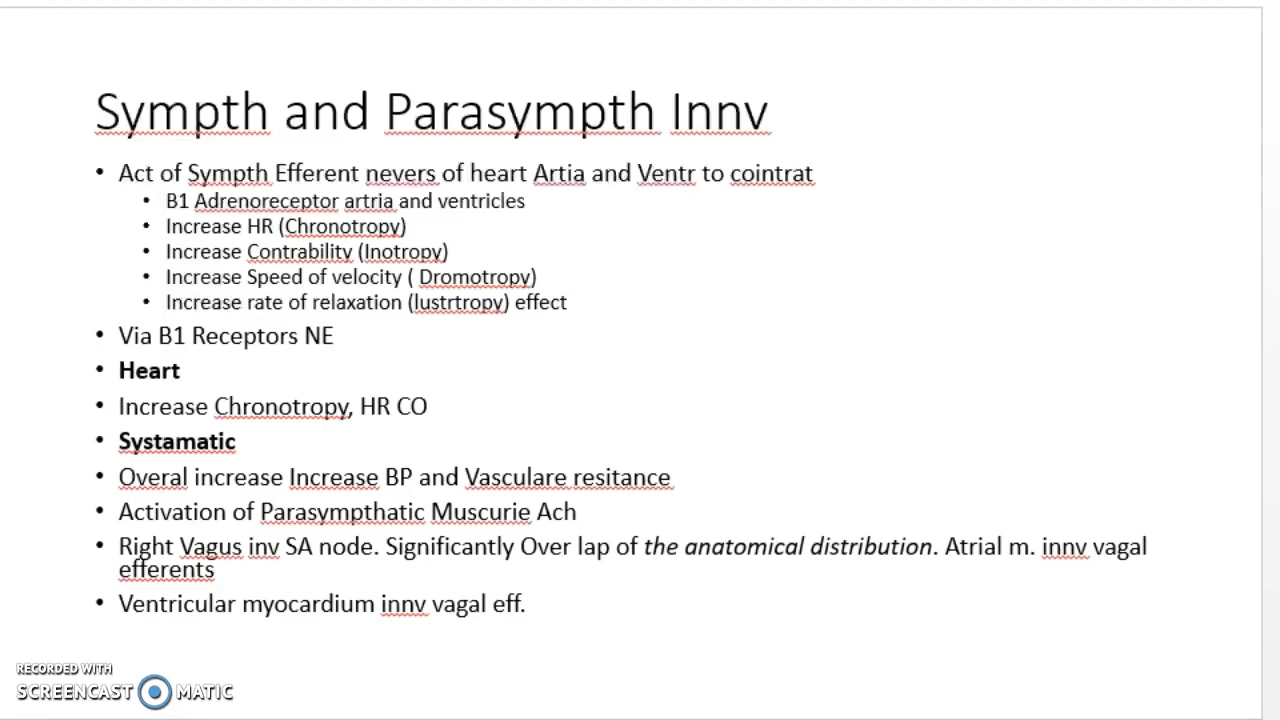 Sympth and Parasympth Innv
• Act of Sympth Efferent nevers of heart Artia and Ventr to cointrat
• B1 Adrenoreceptor artria and ventricles
• Increase HR (Chronotropy)
• Increase Contrability (Inotropy)
• Increase Speed of velocity ( Dromotropy)
• Increase rate of relaxation (lustrtropy) effect
• Via B1 Receptors NE
• Heart
• Increase Chronotropy, HR CO
• Systamatic
• Overal increase Increase BP and Vasculare resitance
• Activation of Parasympthatic Muscurie Ach
• Right Vagus inv SA node. Significantly Over lap of the anatomical distribution. Atrial m. innv vagal
efferents
• Ventricular myocardium innv vagal eff.
RECORDED WITH
SCREENCAST MATIC